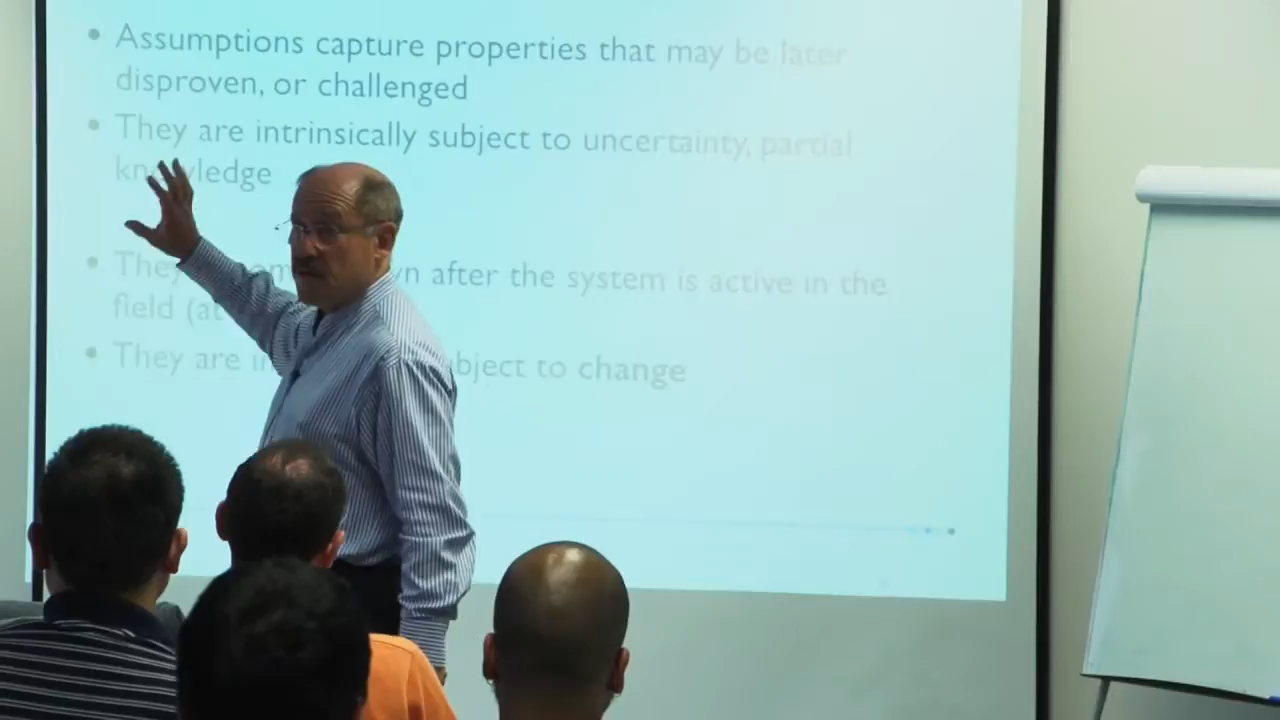 Assumptions capture properties that may be later
disproven, or challenged
They are intrinsically subject to uncertainty, partial
knowledge
They after the system is active in the
field
They are subject to change